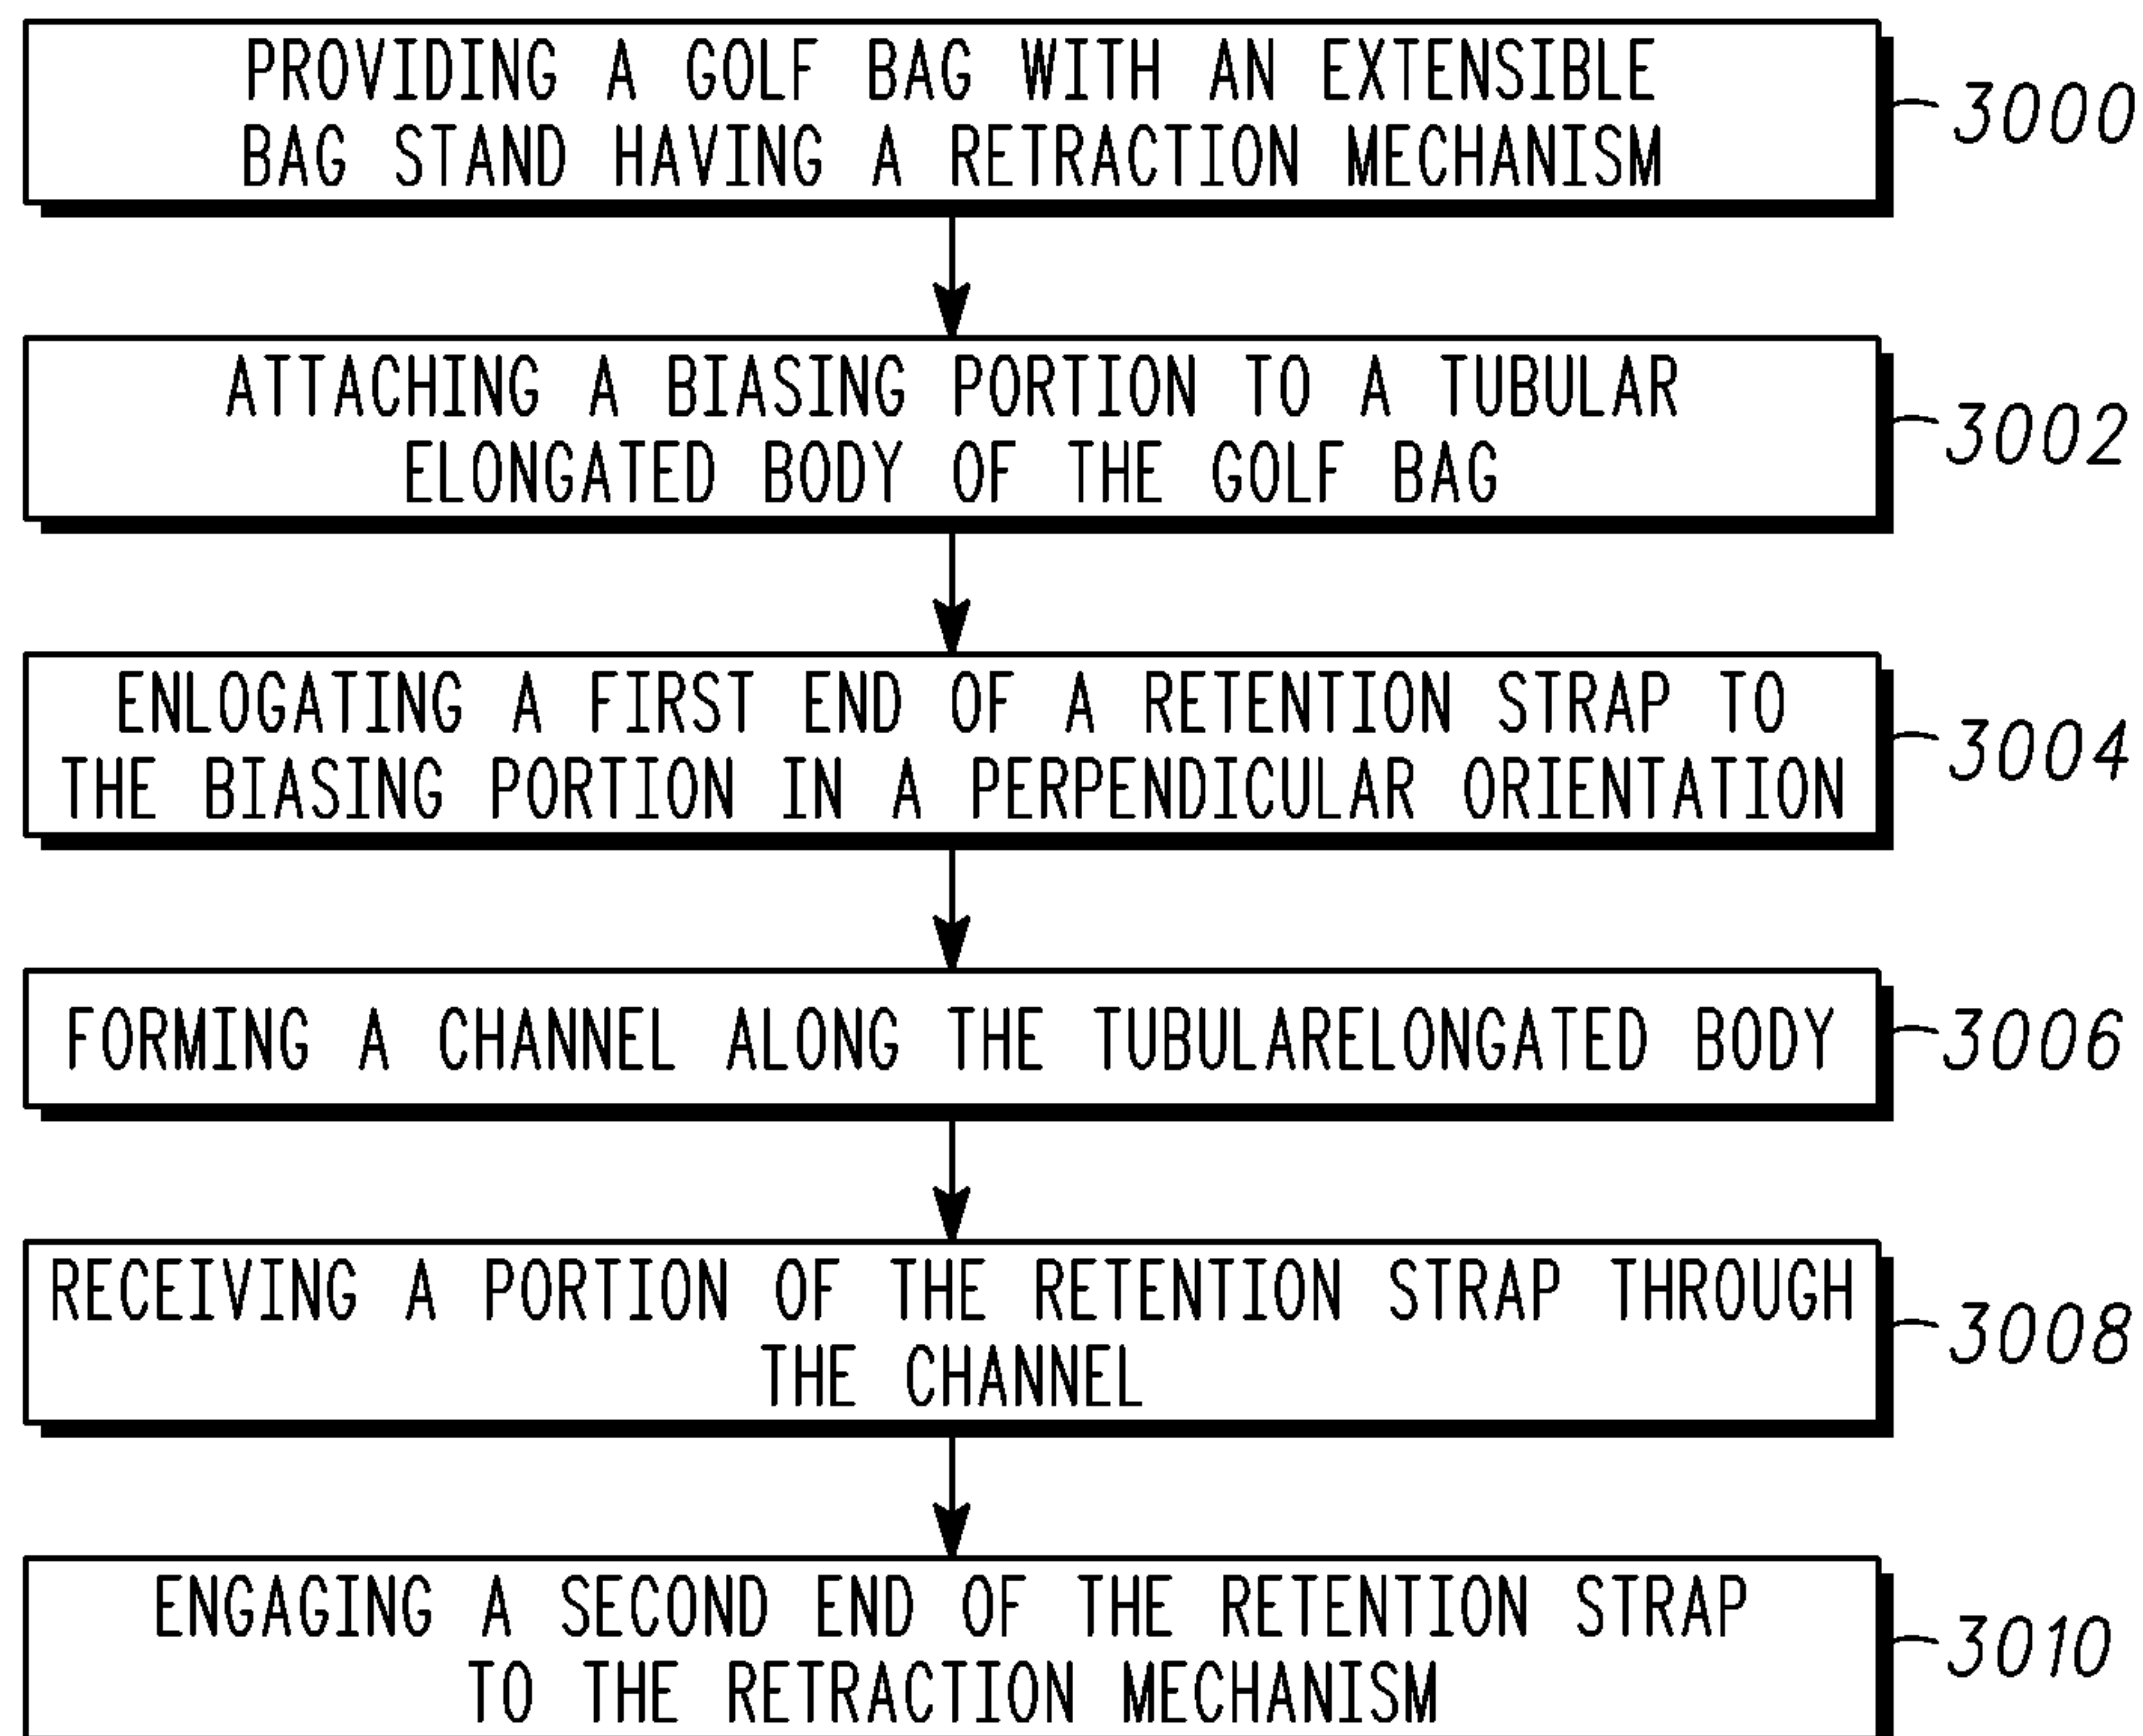 PROVIDING A GOLF BAG WITH AN EXTENSIBLE
BAG STAND HAVING A RETRACTION MECHANISM
3000
ATTACHING A BIASING PORTION TO A TUBULAR
ELONGATED BODY OF THE GOLF BAG
3002
ENLOGATING A FIRST END OF A RETENTION STRAP TO
THE BIASING PORTION IN A PERPENDICULAR ORIENTATION
3004
FORMING A CHANNEL ALONG THE TUBULARELONGATED BODY
3006
RECEIVING A PORTION OF THE RETENTION STRAP THROUGH
THE CHANNEL
3008
ENGAGING A SECOND END OF THE RETENTION STRAP
TO THE RETRACTION MECHANISM
3010